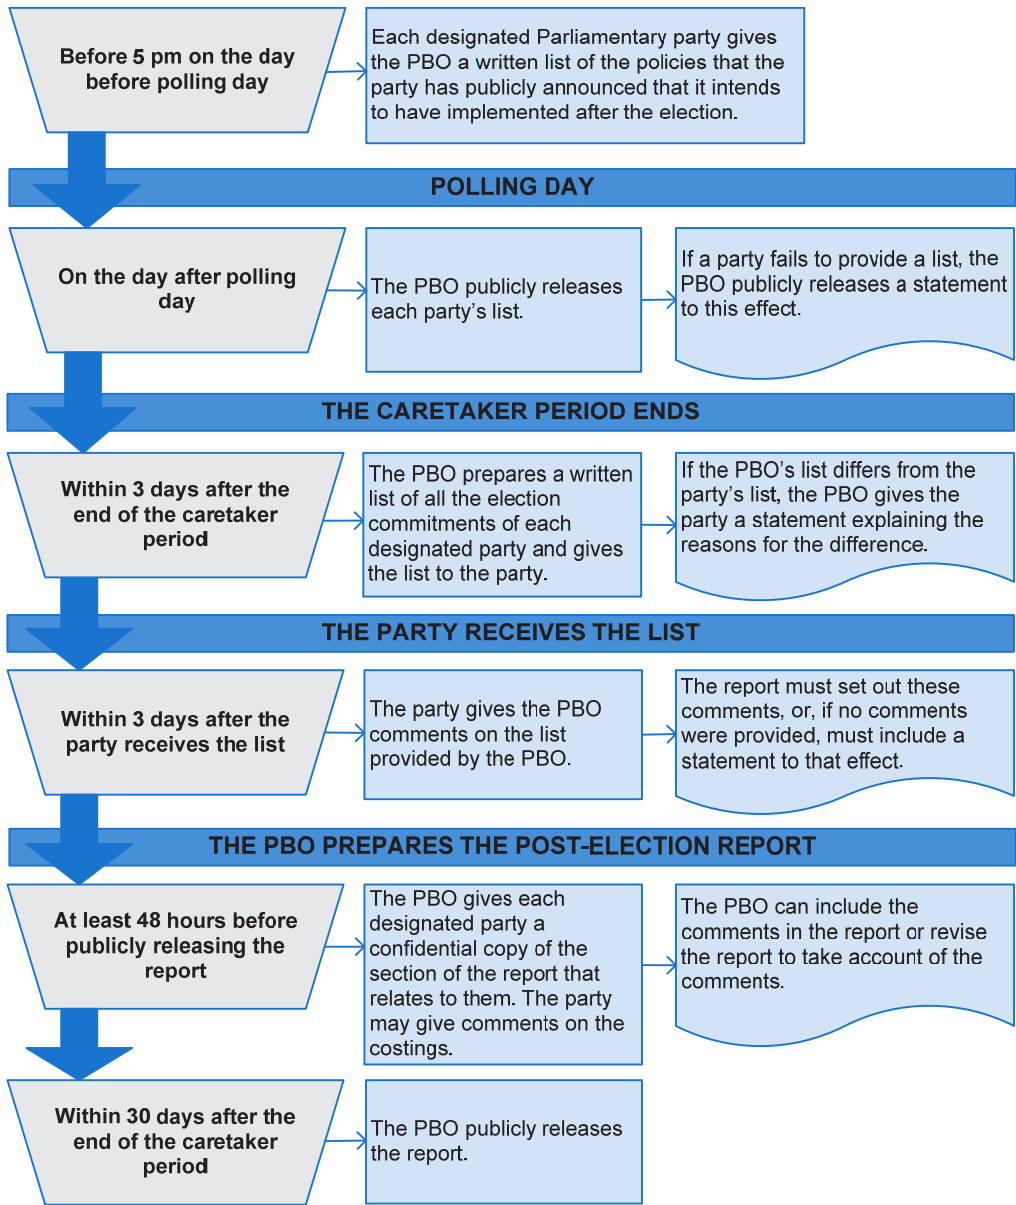 Before 5 pm on the day
before polling day
Each designated Parliamentary party gives
the PBO a written list of the policies that the
party has publicly announced that it intends
to have implemented after the election.
POLLING DAY
On the day after polling
day
The PBO publicly releases
each party’s list.
If a party fails to provide a list, the
PBO publicly releases a statement
to this effect.
THE CARETAKER PERIOD ENDS
Within 3 days after the
end of the caretaker
period
The PBO prepares a written
list of all the election
commitments of each
designated party and gives
the list to the party.
If the PBO’s list differs from the
party’s list, the PBO gives the
party a statement explaining the
reasons for the difference.
THE PARTY RECEIVES THE LIST
Within 3 days after the
party receives the list
The party gives the PBO
comments on the list
provided by the PBO.
The report must set out these
comments, or, if no comments
were provided, must include a
statement to that effect.
THE PBO PREPARES THE POST-ELECTION REPORT
At least 48 hours before
publicly releasing the
report
The PBO gives each
designated party a
confidential copy of the
section of the report that
relates to them. The party
may give comments on the
costings.
The PBO can include the
comments in the report or revise
the report to take account of the
comments.
Within 30 days after the
end of the caretaker
period
The PBO publicly releases
the report.